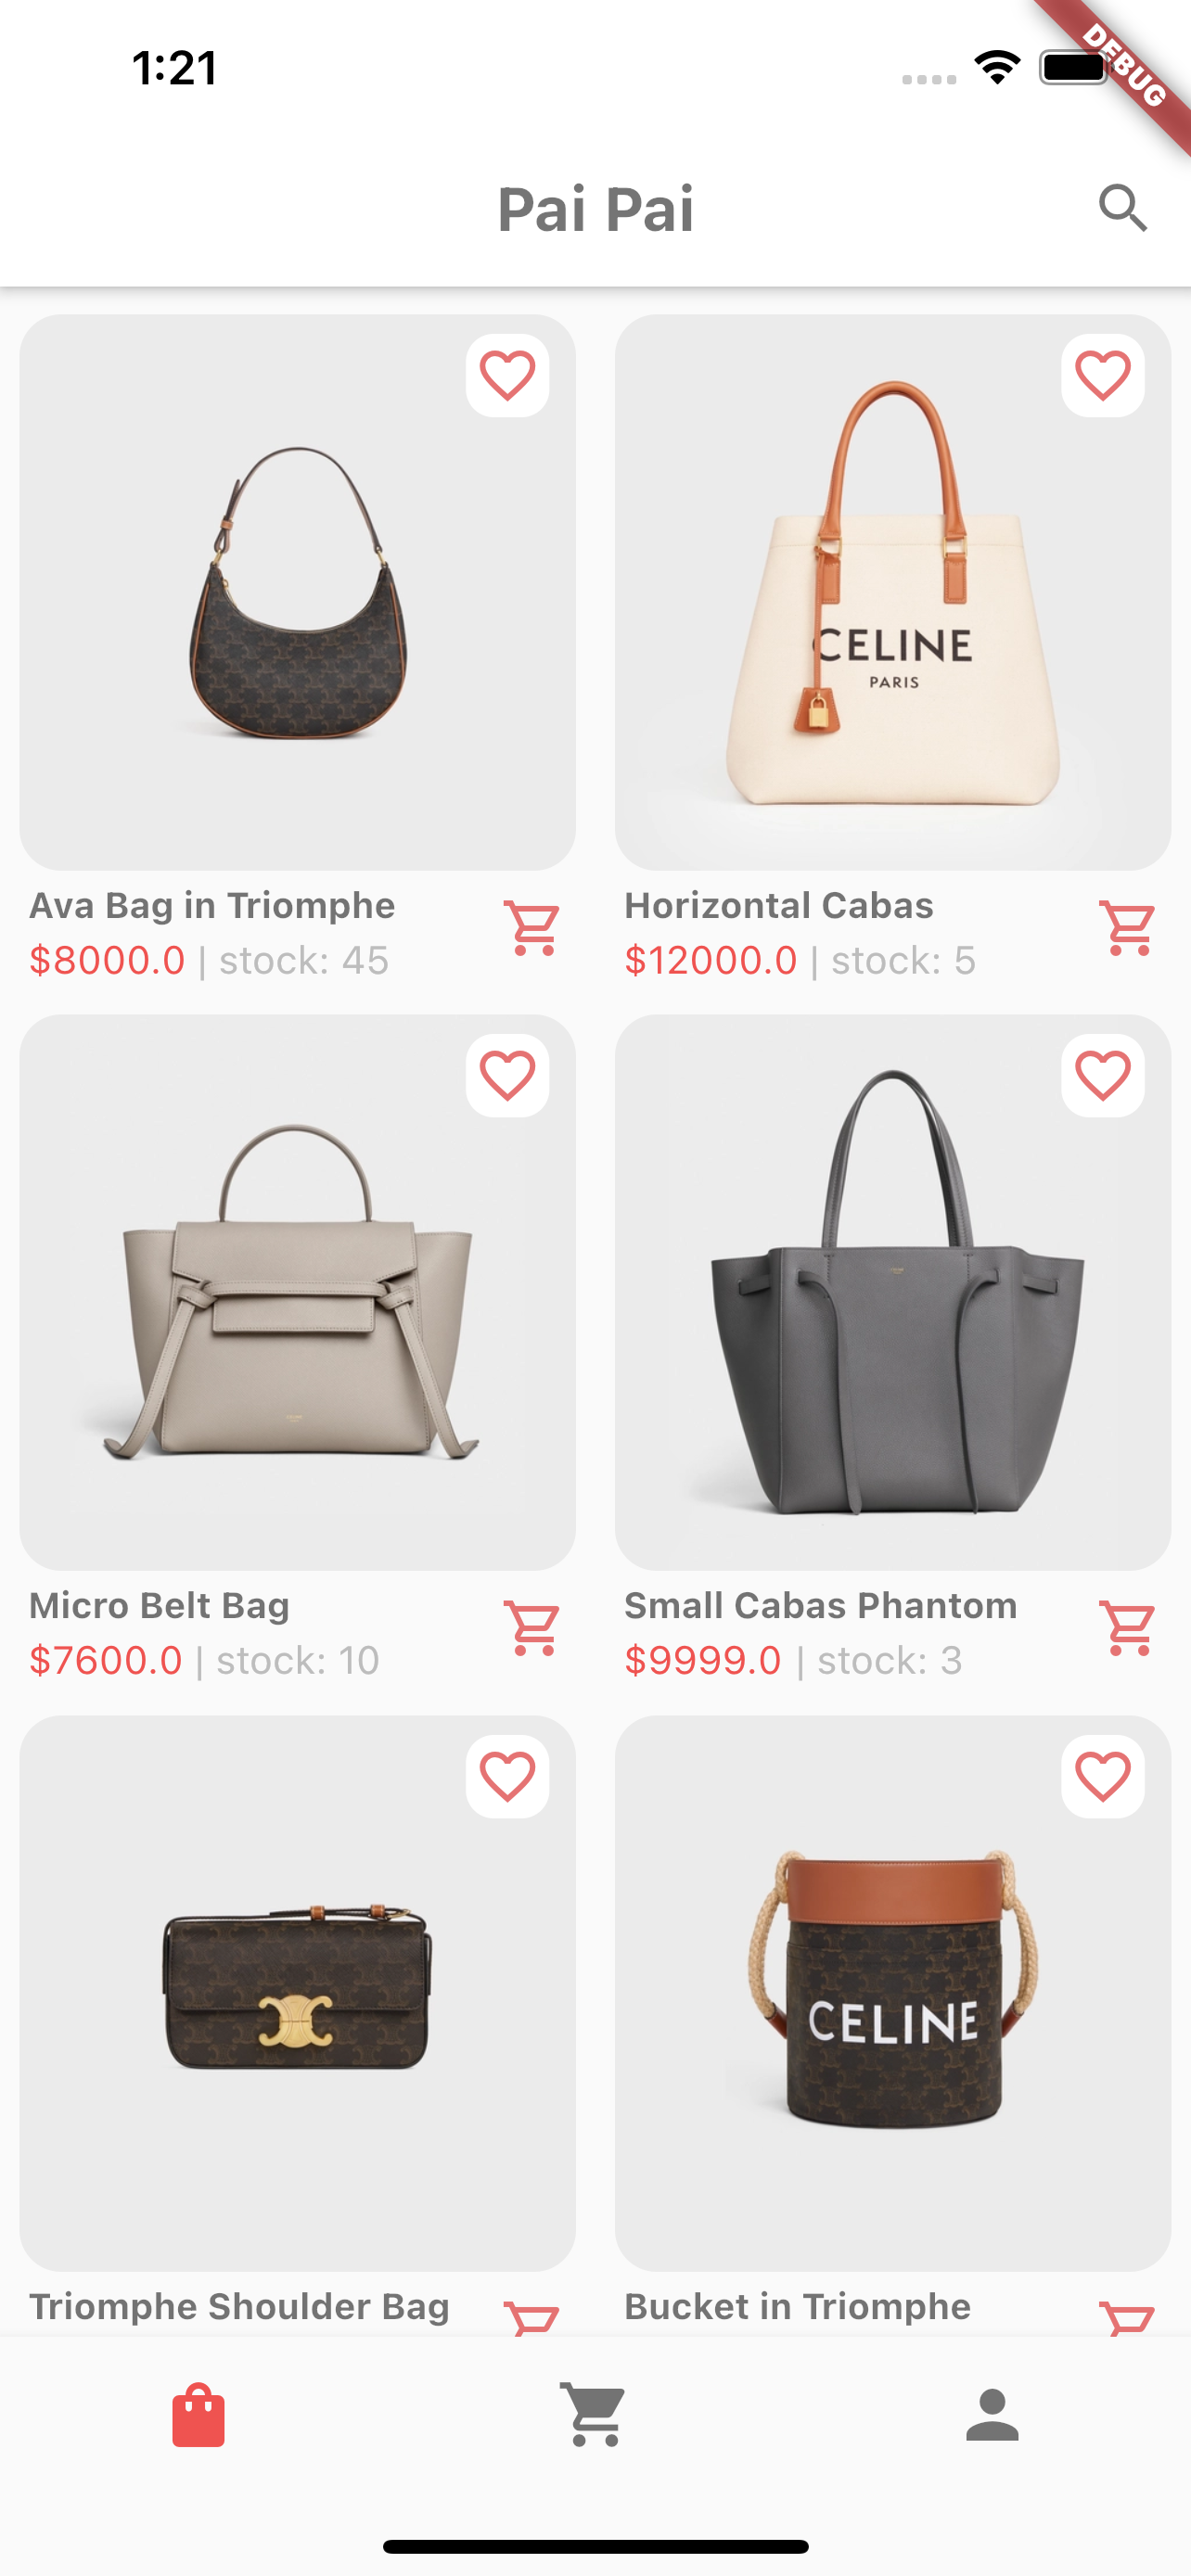 1:21
DEBUG
Pai Pai
CELINE
PARIS
Ava Bag in Triomphe
$8000.0 | stock: 45
Horizontal Cabas
$12000.0 | stock: 5
Micro Belt Bag
$7600.0 | stock: 10
Small Cabas Phantom
$9999.0 | stock: 3
CELINE
Triomphe Shoulder Bag
Bucket in Triomphe